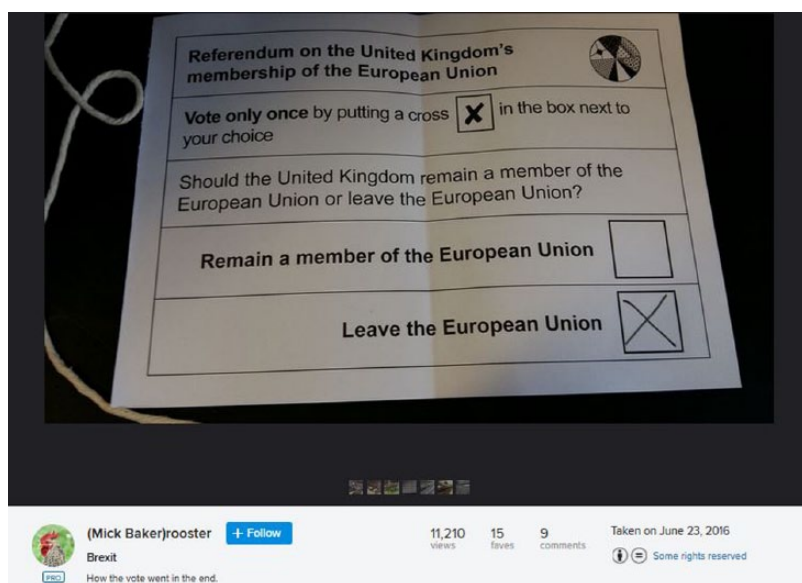 Referendum on the United Kingdom's
membership of the European Union
Vote only once by putting a cross X in the box next to
your choice
Should the United Kingdom remain a member of the
European Union or leave the European Union?
Remain a member of the European Union
Leave the European Union X
(Mick Baker)rooster + Follow
11,210 15 9 Taken on June 23, 2016
views faves comments
Brexit
Some rights reserved
PRO How the vote went in the end.